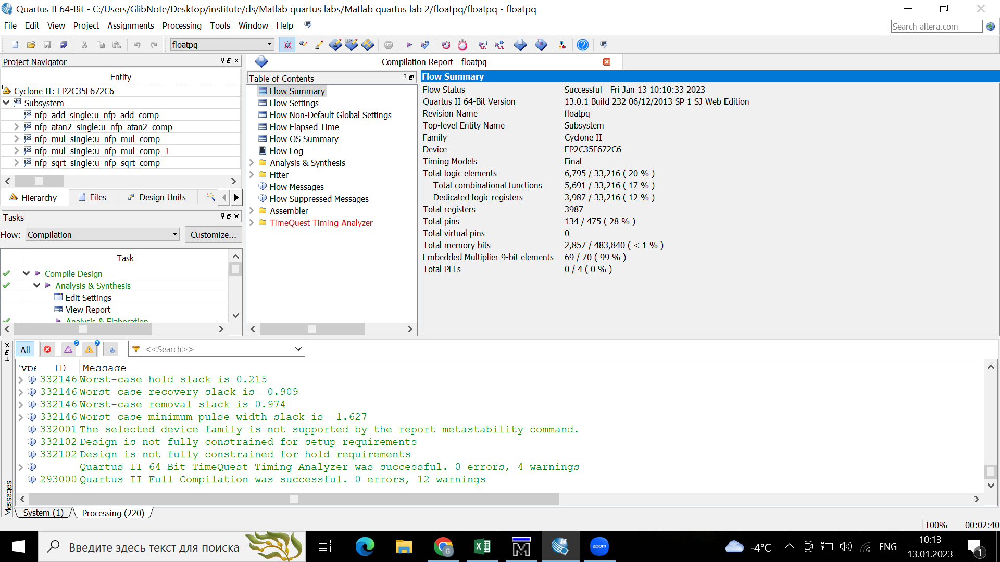 Quartus II 64-Bit - C:/Users/GlibNote/Desktop/institute/ds/Matlab quartus labs/Matlab quartus lab 2/floatpq/floatpq - floatpq
File Edit View Project Assignments Processing Tools Window Help
Search altera.com
floatpq
STOP
Project Navigator
Entity
Cyclone II: EP2C35F672C6
Subsystem
nfp_add_single:u_nfp_add_comp
nfp_atan2_single:u_nfp_atan2_comp
nfp_mul_single:u_nfp_mul_comp
nfp_mul_single:u_nfp_mul_comp_1
nfp_sqrt_single:u_nfp_sqrt_comp
Hierarchy Files Design Units
Tasks
Flow: Compilation Customize...
Task
Compile Design
Analysis & Synthesis
Edit Settings
View Report
Analysis & Elaboration
Compilation Report - floatpq
Table of Contents
Flow Summary
Flow Settings
Flow Non-Default Global Settings
Flow Elapsed Time
Flow OS Summary
Flow Log
Analysis & Synthesis
Fitter
Flow Messages
Flow Suppressed Messages
Assembler
TimeQuest Timing Analyzer
Flow Summary
Flow Status Successful - Fri Jan 13 10:10:33 2023
Quartus II 64-Bit Version 13.0.1 Build 232 06/12/2013 SP 1 SJ Web Edition
Revision Name floatpq
Top-level Entity Name Subsystem
Family Cyclone II
Device EP2C35F672C6
Timing Models Final
Total logic elements 6,795 / 33,216 ( 20 % )
Total combinational functions 5,691 / 33,216 ( 17 % )
Dedicated logic registers 3,987 / 33,216 ( 12 % )
Total registers 3987
Total pins 134 / 475 ( 28 % )
Total virtual pins 0
Total memory bits 2,857 / 483,840 ( < 1 % )
Embedded Multiplier 9-bit elements 69 / 70 ( 99 % )
Total PLLs 0 / 4 ( 0 % )
All 5 7 <<Search>>
Type ID Message
332146 Worst-case hold slack is 0.215
332146 Worst-case recovery slack is -0.909
332146 Worst-case removal slack is 0.974
332146 Worst-case minimum pulse width slack is -1.627
332001 The selected device family is not supported by the report_metastability command.
332102 Design is not fully constrained for setup requirements
332102 Design is not fully constrained for hold requirements
Quartus II 64-Bit TimeQuest Timing Analyzer was successful. 0 errors, 4 warnings
293000 Quartus II Full Compilation was successful. 0 errors, 12 warnings
Messages
System (1) Processing (220)
100% 00:02:40
Введите здесь текст для поиска
zoom
-4°C
ENG
10:13
13.01.2023
1